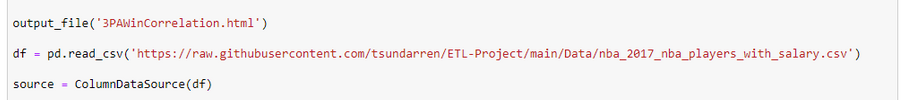 output_file('3PAWinCorrelation.html')
df = pd.read_csv('https://raw.githubusercontent.com/tsundarren/ETL-Project/main/Data/nba_2017_nba_players_with_salary.csv')
source = ColumnDataSource(df)